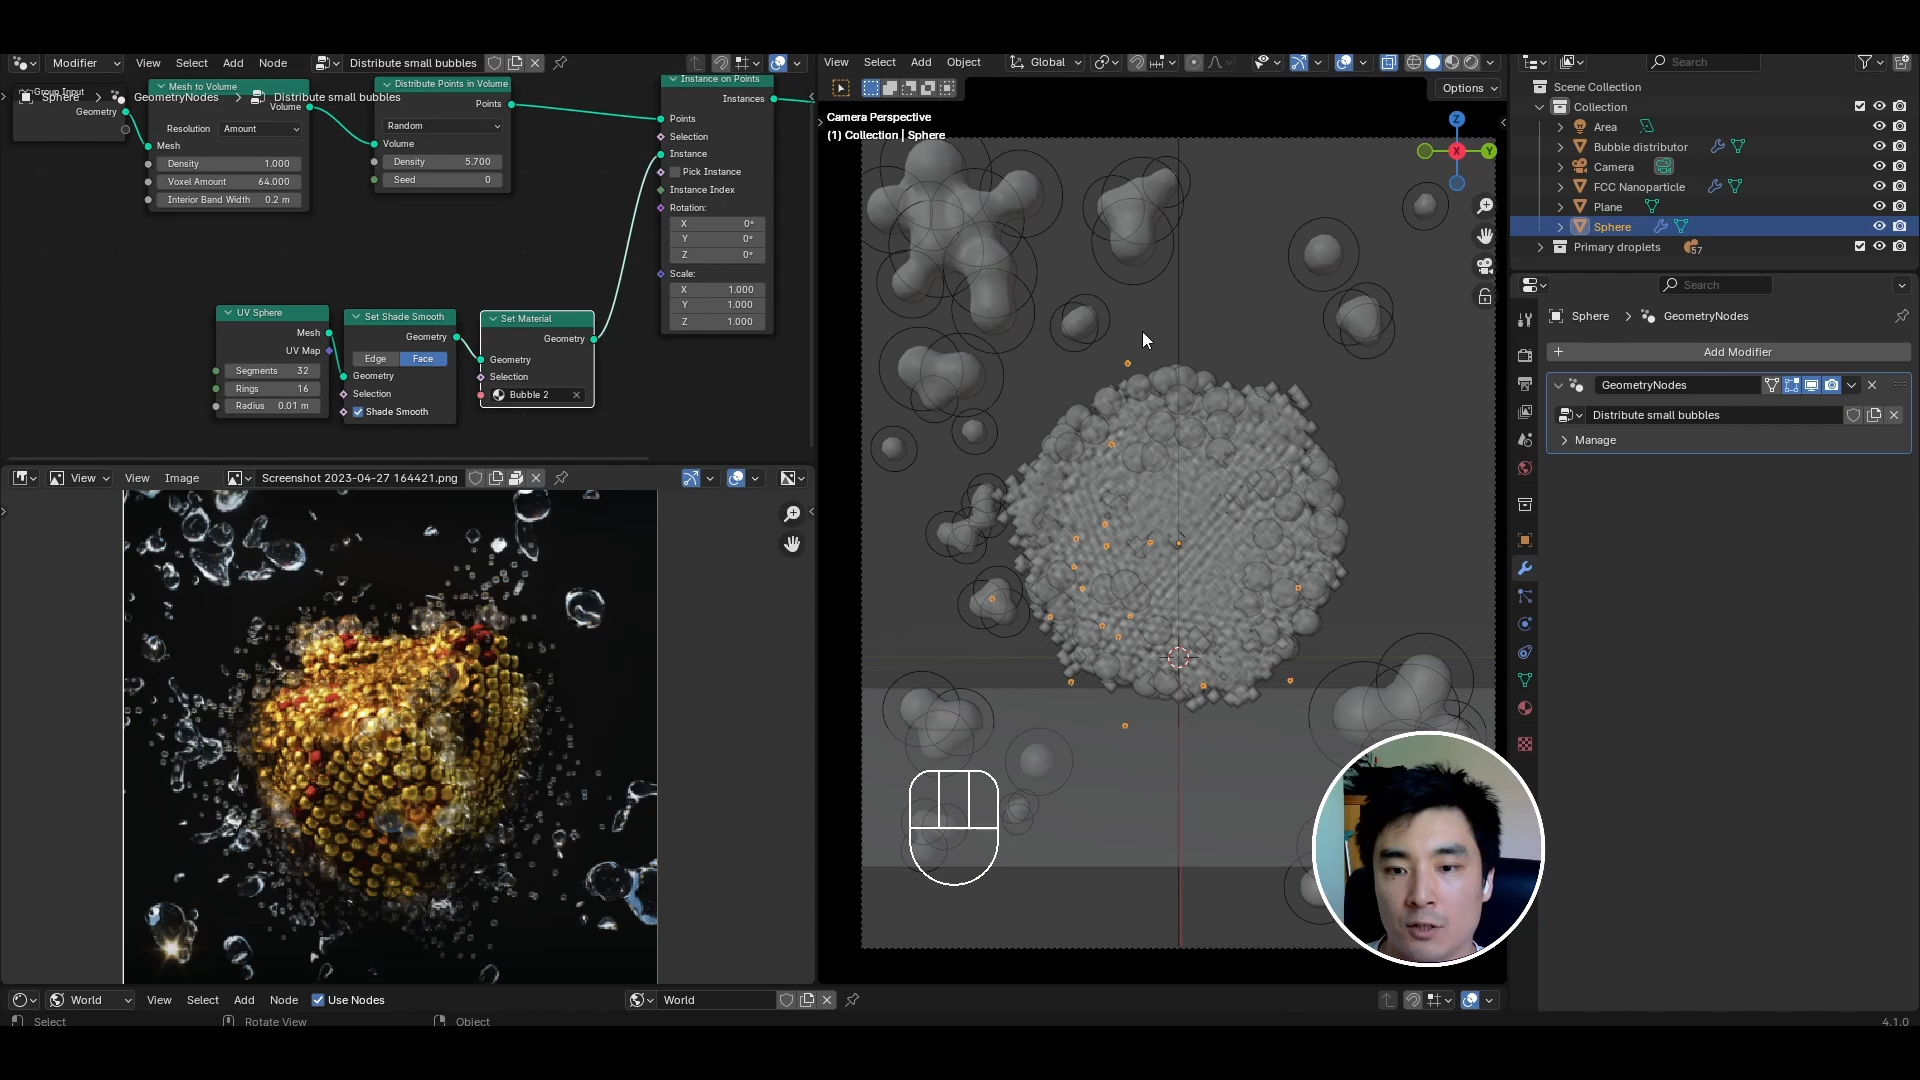 Modifier View Select Add Node Distribute small bubbles
Group Input
Sphere > GeometryNodes > Distribute small bubbles
Geometry
Mesh to Volume
Volume
Resolution Amount
Mesh
Density 1.000
Voxel Amount 64.000
Interior Band Width 0.2 m
Distribute Points in Volume
Points
Random
Volume
Density 5.700
Seed 0
Instance on Points
Instances
Points
Selection
Instance
Pick Instance
Instance Index
Rotation:
X 0°
Y 0°
Z 0°
Scale:
X 1.000
Y 1.000
Z 1.000
UV Sphere
Mesh
UV Map
Segments 32
Rings 16
Radius 0.01 m
Set Shade Smooth
Geometry
Edge Face
Geometry
Selection
Shade Smooth
Set Material
Geometry
Geometry
Selection
Bubble 2
View View Image Screenshot 2023-04-27 164421.png
World View Select Add Node Use Nodes World
Select Rotate View Object
View Select Add Object Global
Options
Camera Perspective
(1) Collection | Sphere
Z
X
Y
Search
Scene Collection
Collection
Area
Bubble distributor
Camera
FCC Nanoparticle
Plane
Sphere
Primary droplets 57
Search
Sphere > GeometryNodes
Add Modifier
GeometryNodes
Distribute small bubbles
Manage
4.1.0